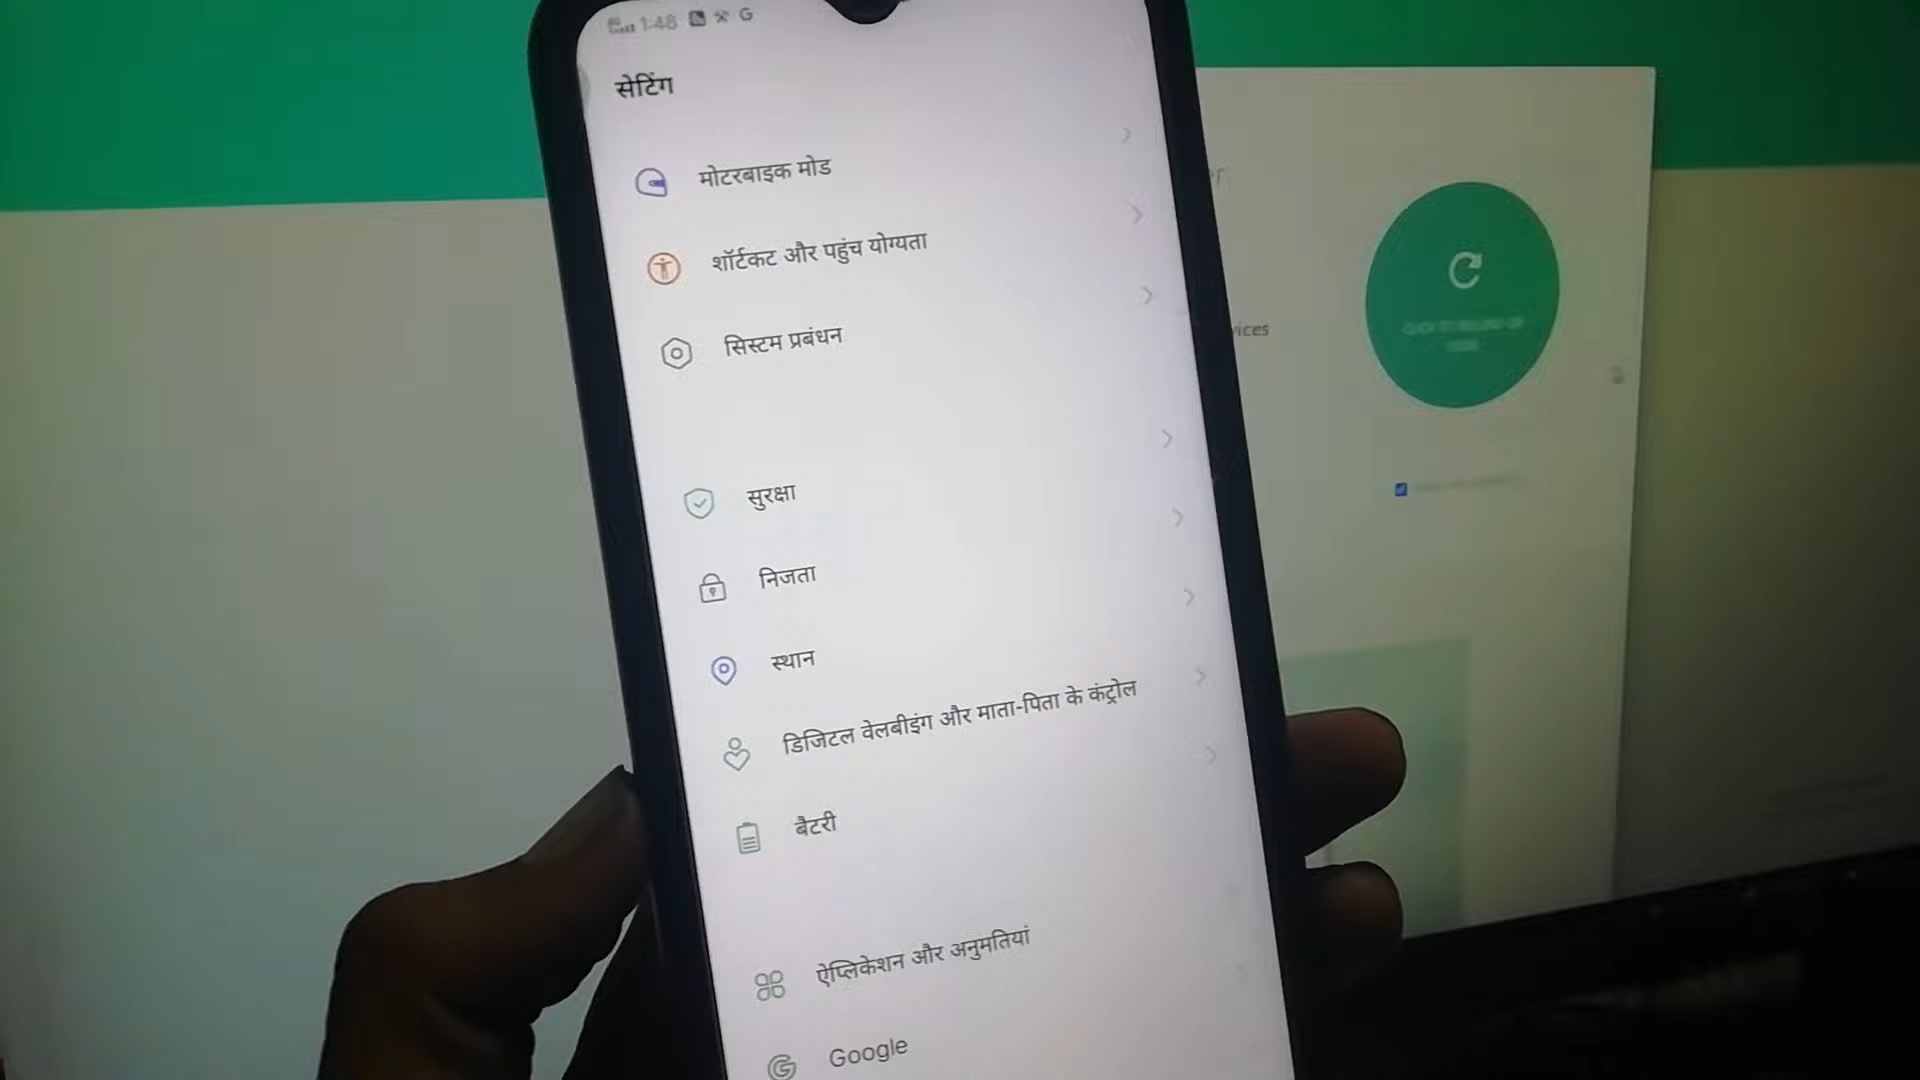 1:48
सेटिंग
मोटरबाइक मोड
शॉर्टकट और पहुंच योग्यता
सिस्टम प्रबंधन
सुरक्षा
निजता
स्थान
डिजिटल वेलबीइंग और माता-पिता के कंट्रोल
बैटरी
ऐप्लिकेशन और अनुमतियां
Google
vices